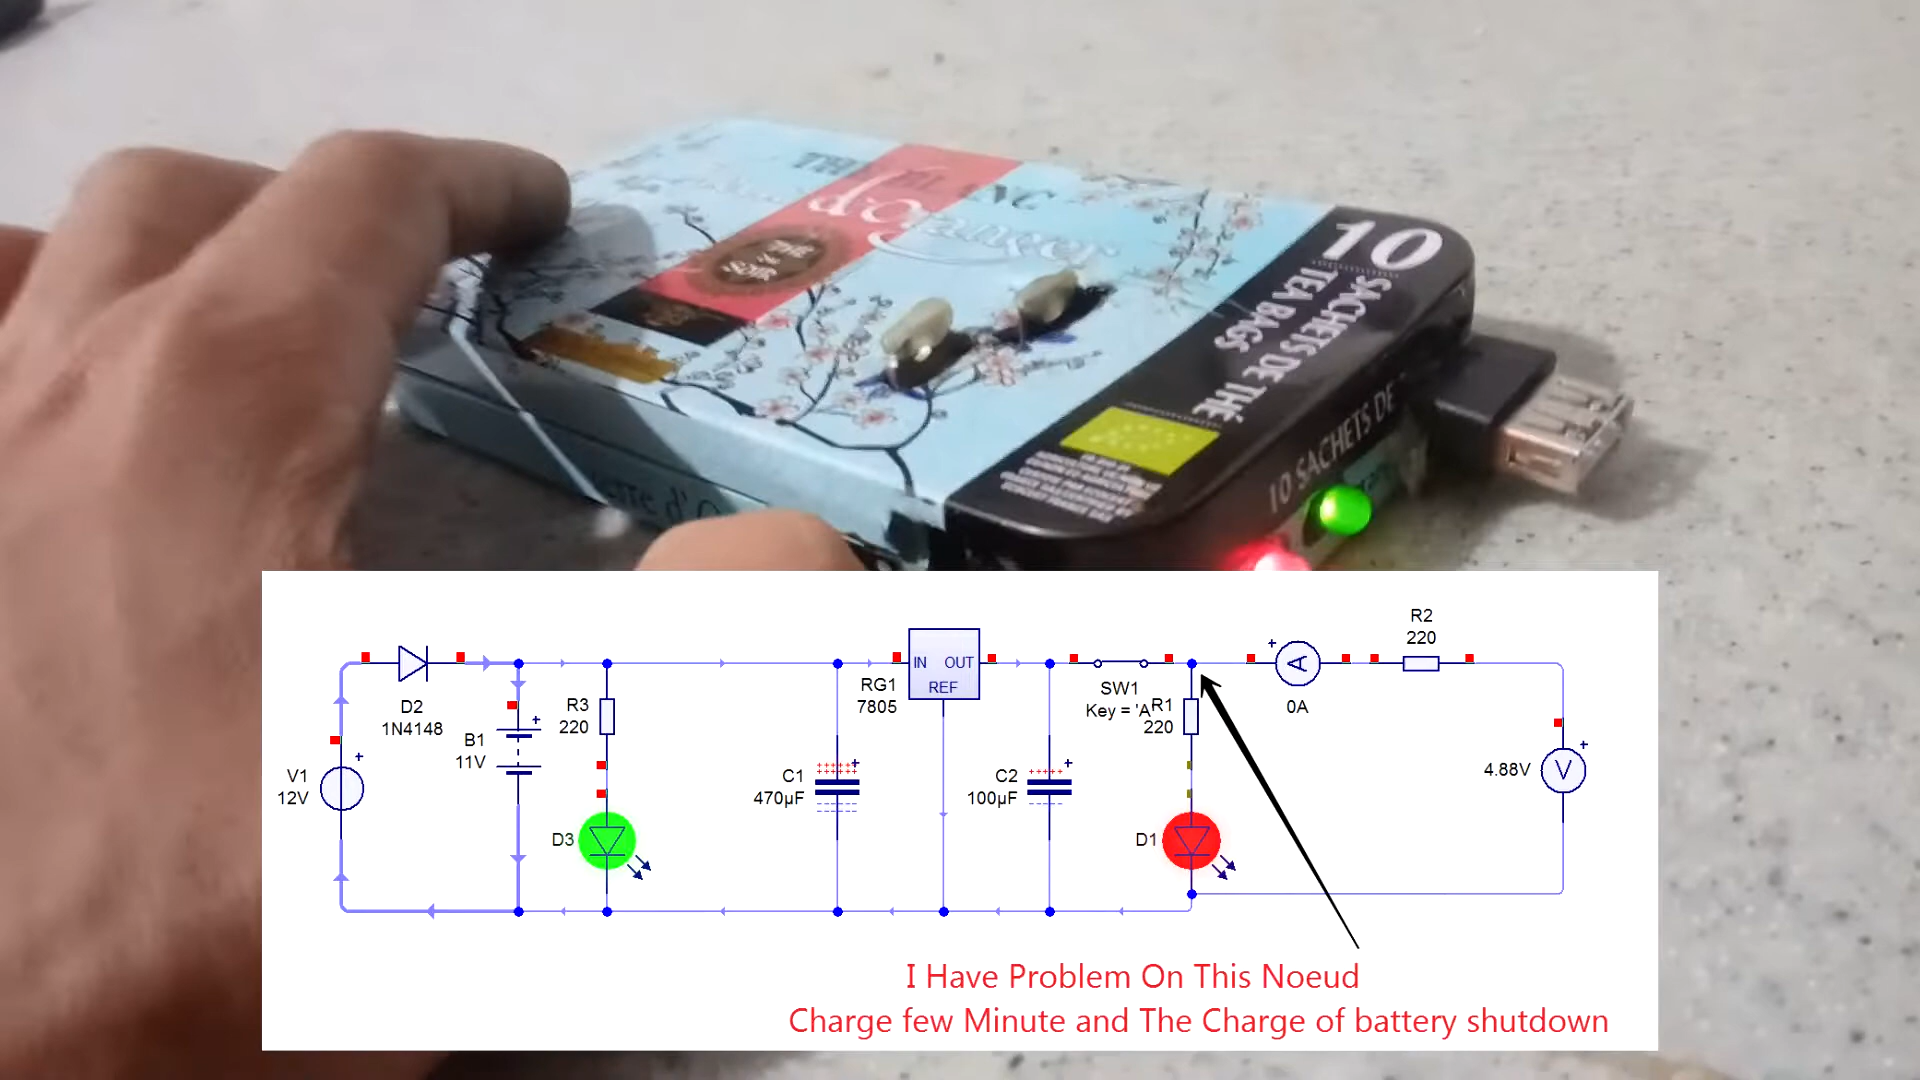 10
SACHETS DE THÉ
TEA BAGS
10 SACHETS DE
R2
220
IN OUT
REF
RG1
7805
D2
1N4148
R3
220
SW1
Key = 'A'
R1
220
0A
B1
11V
V1
12V
C1
470µF
C2
100µF
4.88V
A
V
D3
D1
I Have Problem On This Noeud
Charge few Minute and The Charge of battery shutdown